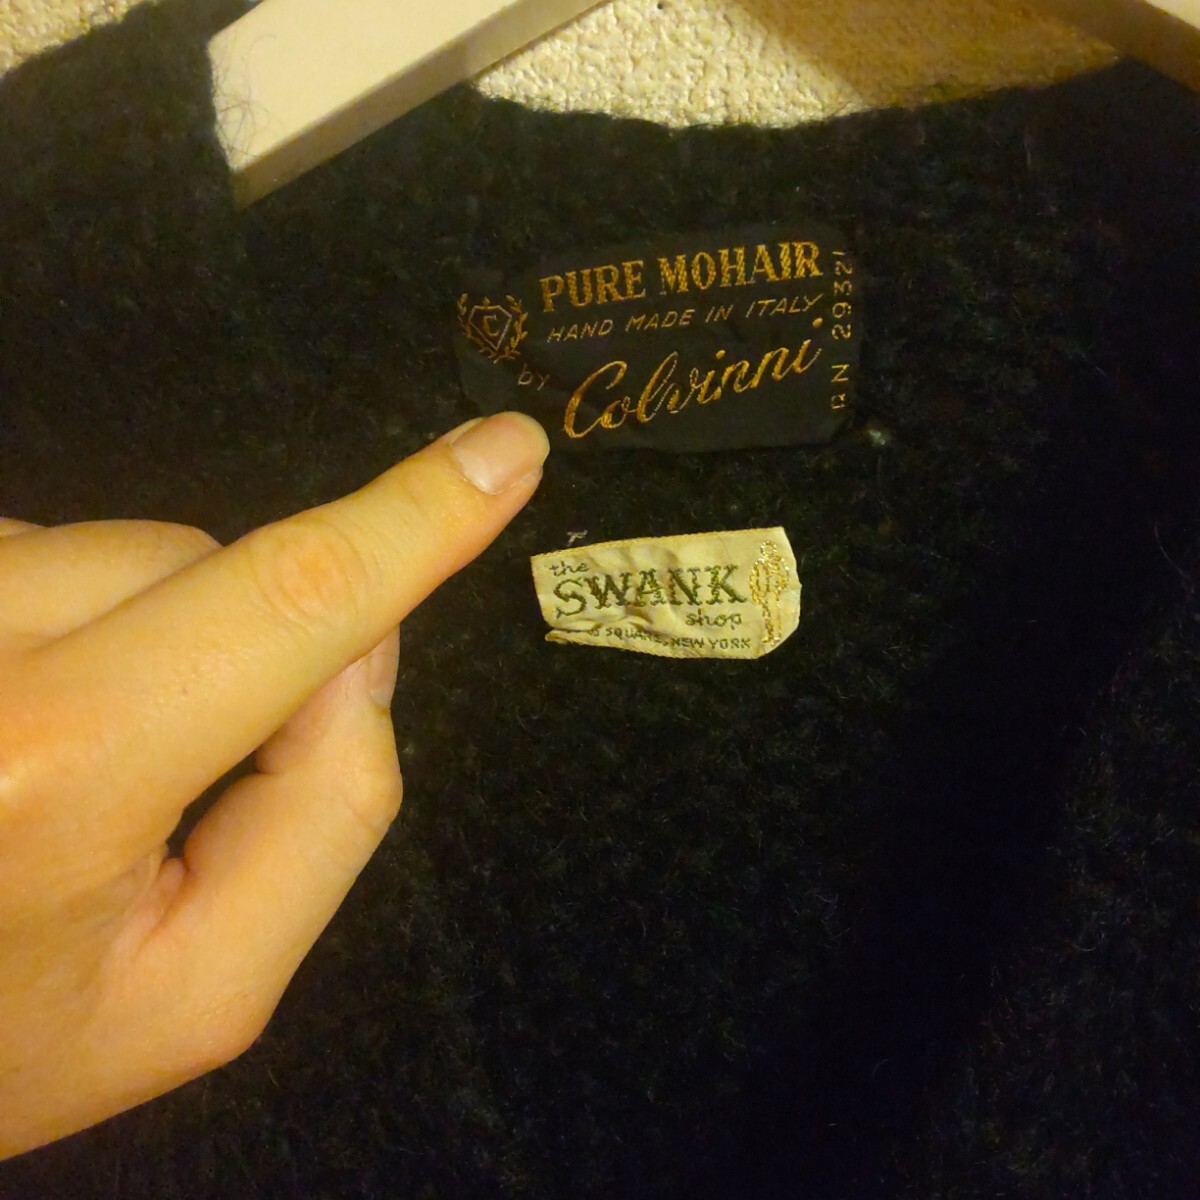 PURE MOHAIR
HAND MADE IN ITALY
by Colvinni
C
RN 29321
the
SWANK
shop
SQUARE, NEW YORK